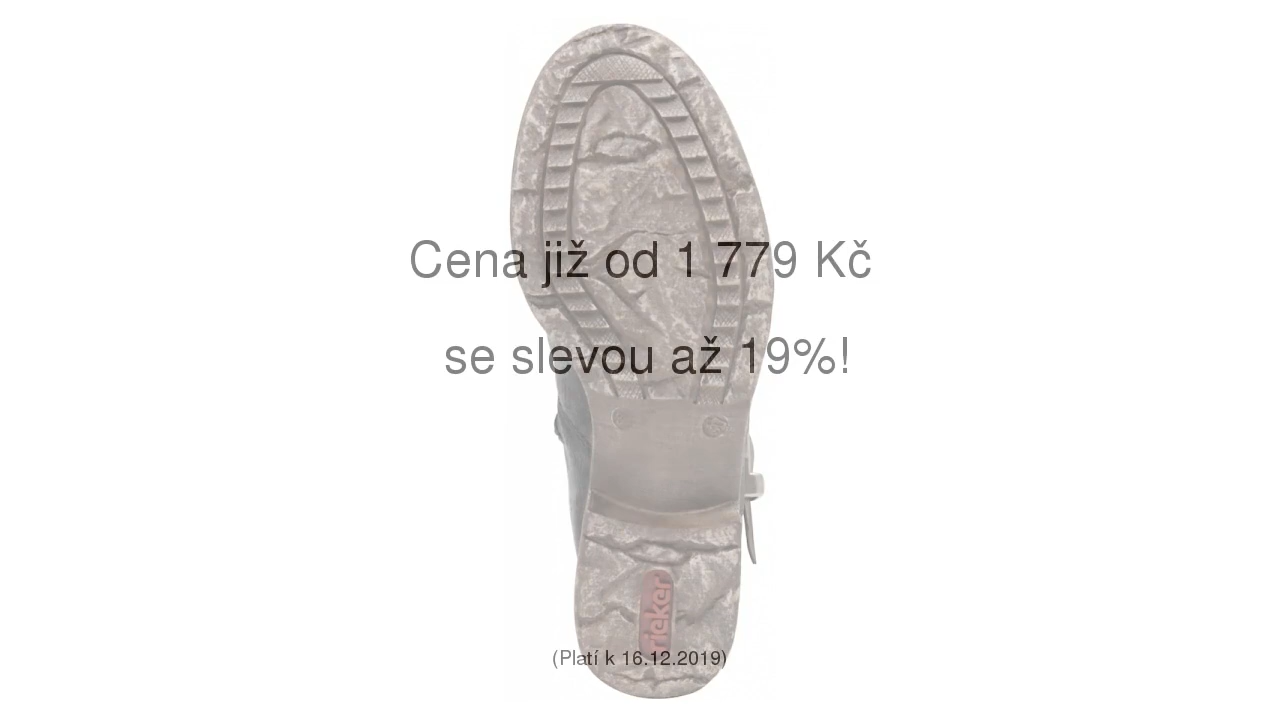 Cena již od 1 779 Kč
se slevou až 19%!
rieker
(Platí k 16.12.2019)